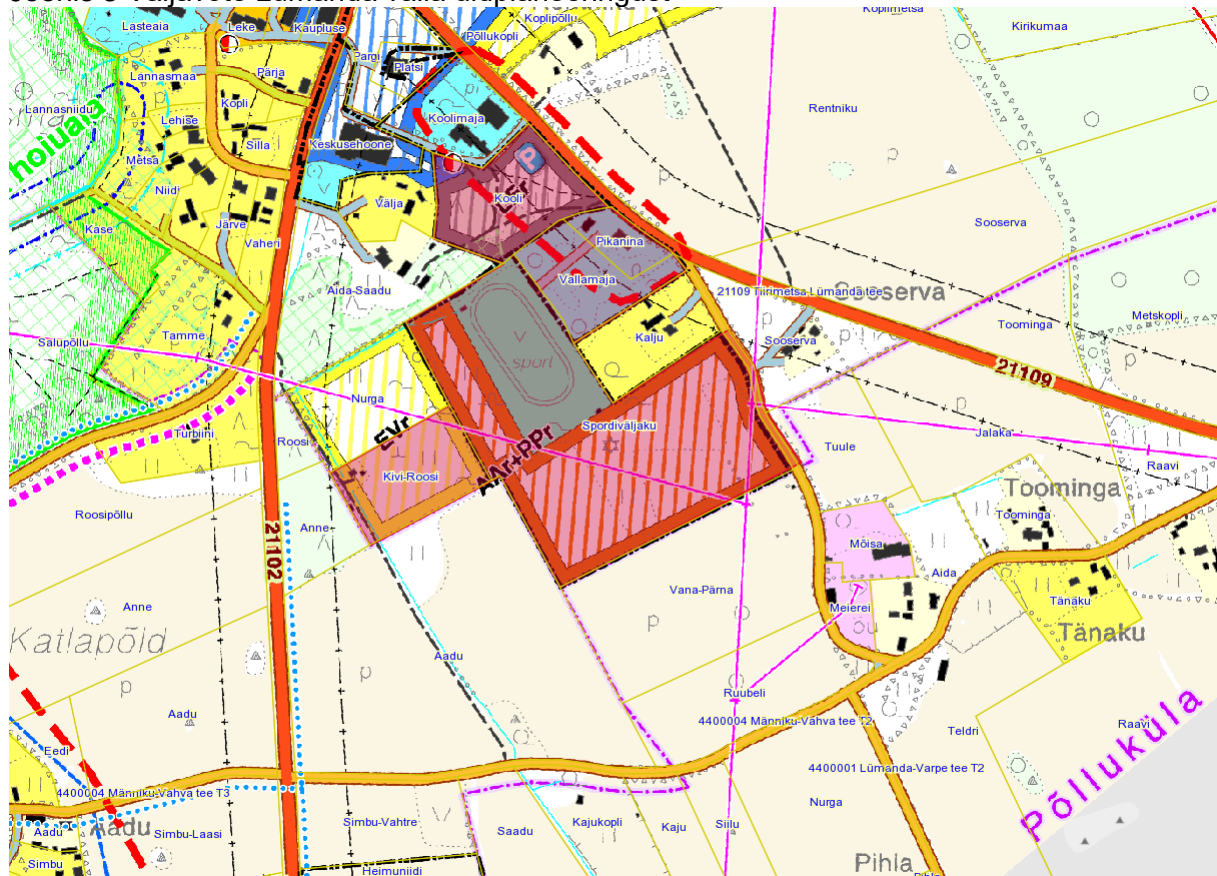 Lasteaia
Leke
Kaupluse
Põllukopli
Koplipõllu
Koplimetsa
Kirikumaa
Pargi
Platsi
Lannasmaa
Pärja
Lannasniidu
Lehise
Kopli
Koolimaja
Rentniku
hoiuala
Silla
Keskusehoone
Metsa
P
Niidi
Kooli
Välja
Järve
Kase
Vaheri
Pikanina
Sooserva
Vallamaja
Aida-Saadu
21109 Tiirimetsa-Lümanda tee
Sooserva
Toominga
Metskopli
Salupõllu
Tamme
sport
Kalju
Sooserva
21109
Nurga
Turbiini
Roosi
EVr
Spordiväljaku
AÄr+PPr
Tuule
Jalaka
Raavi
Kivi-Roosi
Toominga
Roosipõllu
Toominga
Anne
21102
Mõisa
Aida
Vana-Pärna
Anne
Meierei
Tänaku
Katlapõld
Tänaku
Aadu
Ruubeli
Aadu
4400004 Männiku-Vahva tee T2
Teldri
Raavi
Eedi
4400001 Lümanda-Varpe tee T2
Põlluküla
4400004 Männiku-Vahva tee T3
Nurga
Aadu
Aadu
Simbu-Laasi
Simbu-Vahtre
Saadu
Kajukopli
Kaju
Siilu
Simbu
Heimuniidi
Pihla